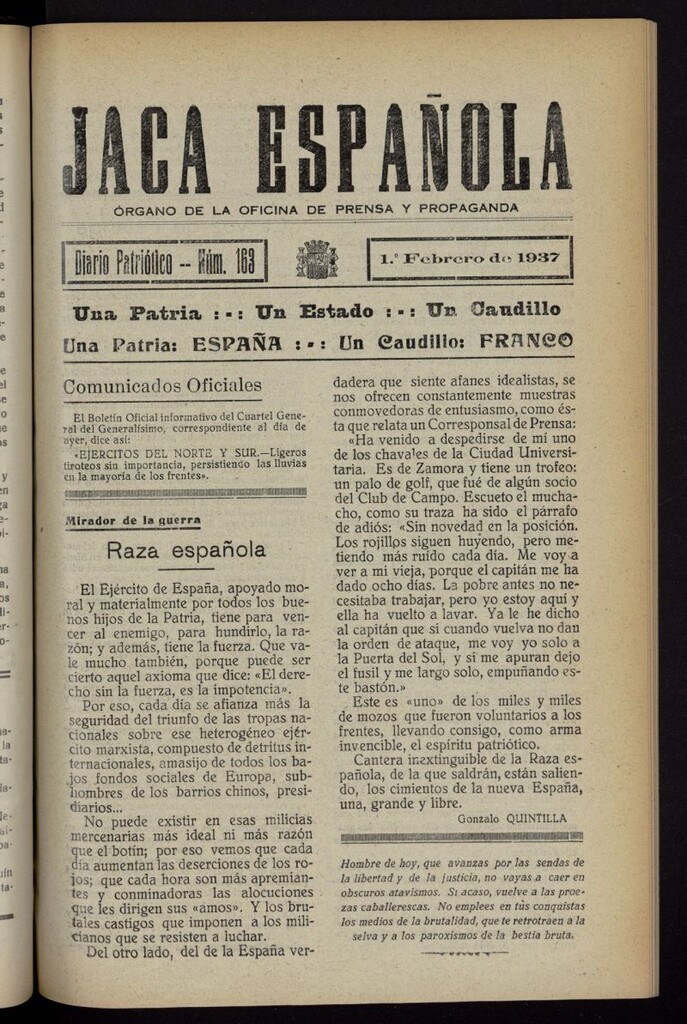 JACA ESPAÑOLA
ÓRGANO DE LA OFICINA DE PRENSA Y PROPAGANDA
Diario Patriótico -- Núm. 163
1.º Febrero de 1937
Una Patria :-: Un Estado :-: Un Caudillo
Una Patria: ESPAÑA :-: Un Caudillo: FRANCO
Comunicados Oficiales
El Boletín Oficial informativo del Cuartel Gene-
ral del Generalísimo, correspondiente al día de
ayer, dice así:
«EJERCITOS DEL NORTE Y SUR.—Ligeros
tiroteos sin importancia, persistiendo las lluvias
en la mayoría de los frentes».
Mirador de la guerra
Raza española
El Ejército de España, apoyado mo-
ral y materialmente por todos los bue-
nos hijos de la Patria, tiene para ven-
cer al enemigo, para hundirlo, la ra-
zón; y además, tiene la fuerza. Que va-
le mucho también, porque puede ser
cierto aquel axioma que dice: «El dere-
cho sin la fuerza, es la impotencia».
Por eso, cada día se afianza más la
seguridad del triunfo de las tropas na-
cionales sobre ese heterogéneo ejér-
cito marxista, compuesto de detritus in-
ternacionales, amasijo de todos los ba-
jos fondos sociales de Europa, sub-
hombres de los barrios chinos, presi-
diarios...
No puede existir en esas milicias
mercenarias más ideal ni más razón
que el botín; por eso vemos que cada
día aumentan las deserciones de los ro-
jos; que cada hora son más apremian-
tes y conminadoras las alocuciones
que les dirigen sus «amos». Y los bru-
tales castigos que imponen a los mili-
cianos que se resisten a luchar.
Del otro lado, del de la España ver-
dadera que siente afanes idealistas, se
nos ofrecen constantemente muestras
conmovedoras de entusiasmo, como és-
ta que relata un Corresponsal de Prensa:
«Ha venido a despedirse de mí uno
de los chavales de la Ciudad Universi-
taria. Es de Zamora y tiene un trofeo:
un palo de golf, que fué de algún socio
del Club de Campo. Escueto el mucha-
cho, como su traza ha sido el párrafo
de adiós: «Sin novedad en la posición.
Los rojillos siguen huyendo, pero me-
tiendo más ruido cada día. Me voy a
ver a mi vieja, porque el capitán me ha
dado ocho días. La pobre antes no ne-
cesitaba trabajar, pero yo estoy aquí y
ella ha vuelto a lavar. Ya le he dicho
al capitán que si cuando vuelva no dan
la orden de ataque, me voy yo solo a
la Puerta del Sol, y si me apuran dejo
el fusil y me largo solo, empuñando es-
te bastón.»
Este es «uno» de los miles y miles
de mozos que fueron voluntarios a los
frentes, llevando consigo, como arma
invencible, el espíritu patriótico.
Cantera inextinguible de la Raza es-
pañola, de la que saldrán, están salien-
do, los cimientos de la nueva España,
una, grande y libre.
Gonzalo QUINTILLA
Hombre de hoy, que avanzas por las sendas de
la libertad y de la justicia, no vayas a caer en
obscuros atavismos. Si acaso, vuelve a las proe-
zas caballerescas. No emplees en tus conquistas
los medios de la brutalidad, que te retrotraen a la
selva y a los paroxismos de la bestia bruta.